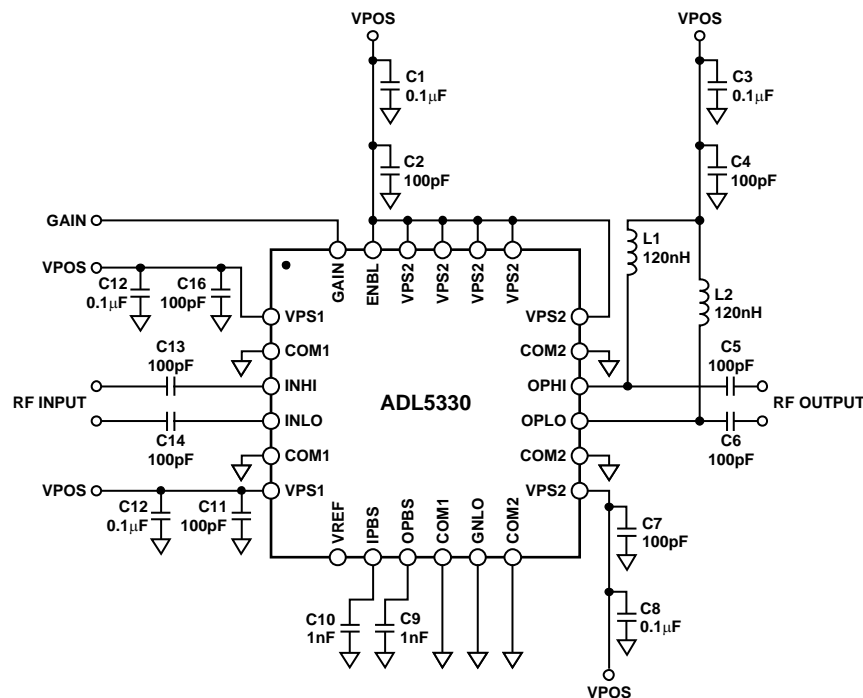 VPOS
VPOS
C1
0.1μF
C3
0.1μF
C2
100pF
C4
100pF
GAIN
L1
120nH
VPOS
C12
0.1μF
C16
100pF
GAIN
ENBL
VPS2
VPS2
VPS2
VPS2
L2
120nH
VPS1
VPS2
COM1
COM2
C13
100pF
C5
100pF
INHI
OPHI
RF INPUT
ADL5330
RF OUTPUT
INLO
OPLO
C14
100pF
C6
100pF
COM1
COM2
VPOS
VPS1
VPS2
C12
0.1μF
C11
100pF
VREF
IPBS
OPBS
COM1
GNLO
COM2
C7
100pF
C10
1nF
C9
1nF
C8
0.1μF
VPOS